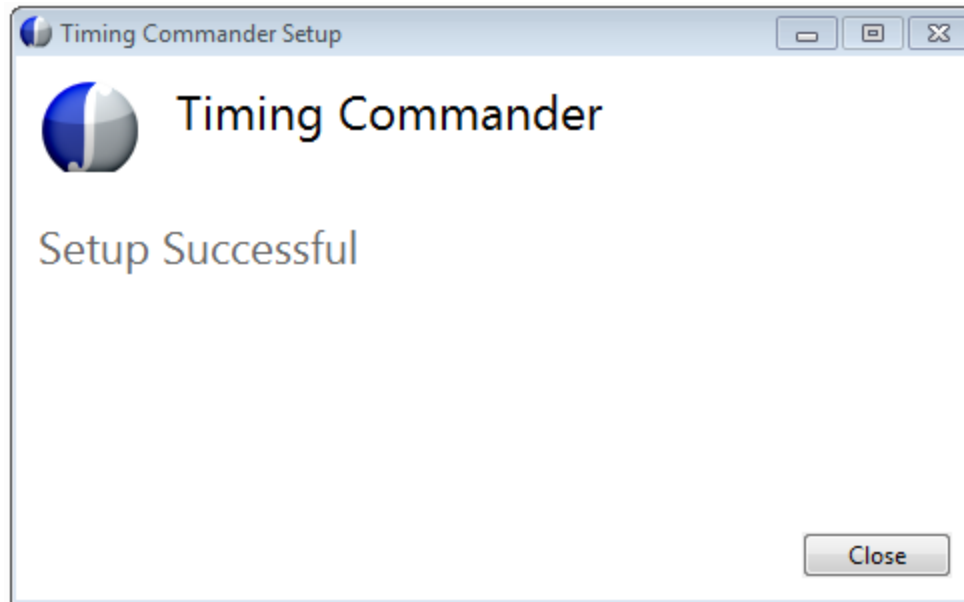 Timing Commander Setup
Timing Commander
Setup Successful
Close